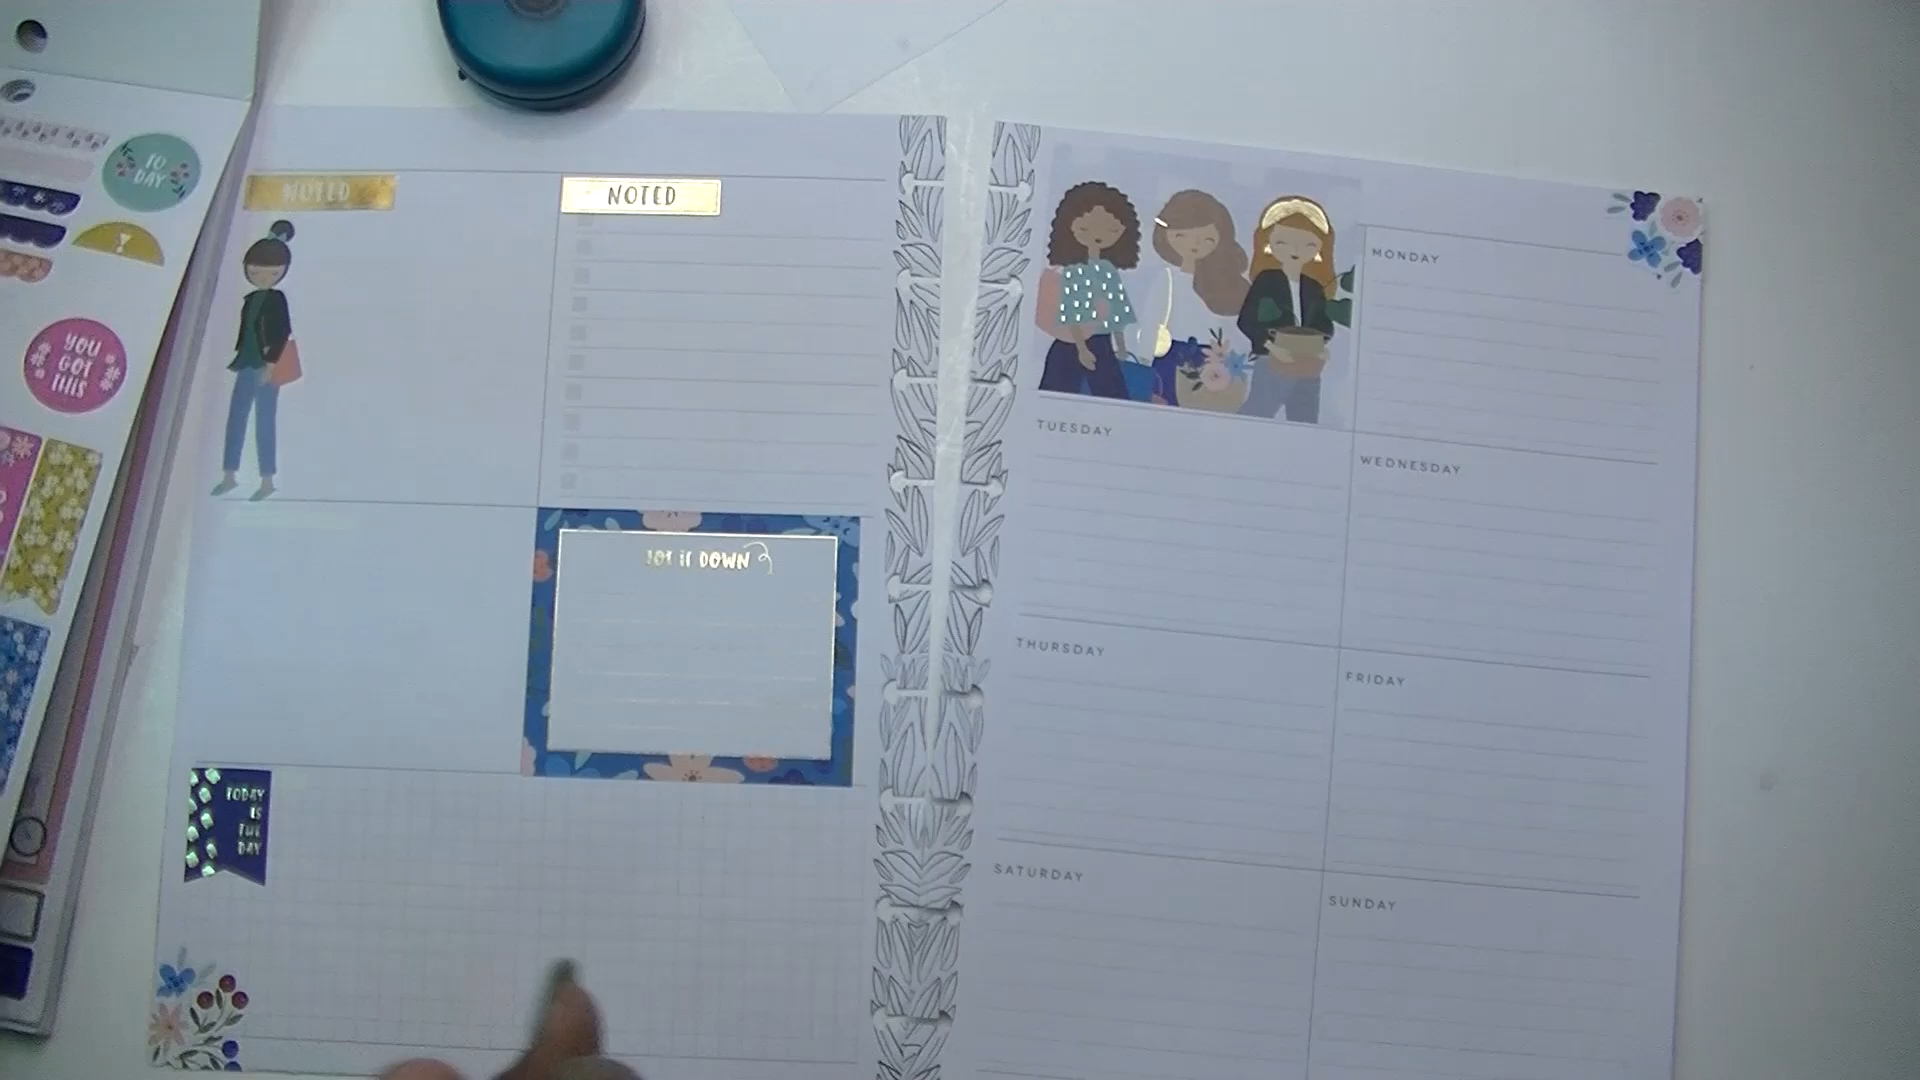 TO
DAY
!
YOU
GOT
THIS
NOTED
NOTED
JOT IT DOWN
TODAY
IS
THE
DAY
MONDAY
TUESDAY
WEDNESDAY
THURSDAY
FRIDAY
SATURDAY
SUNDAY